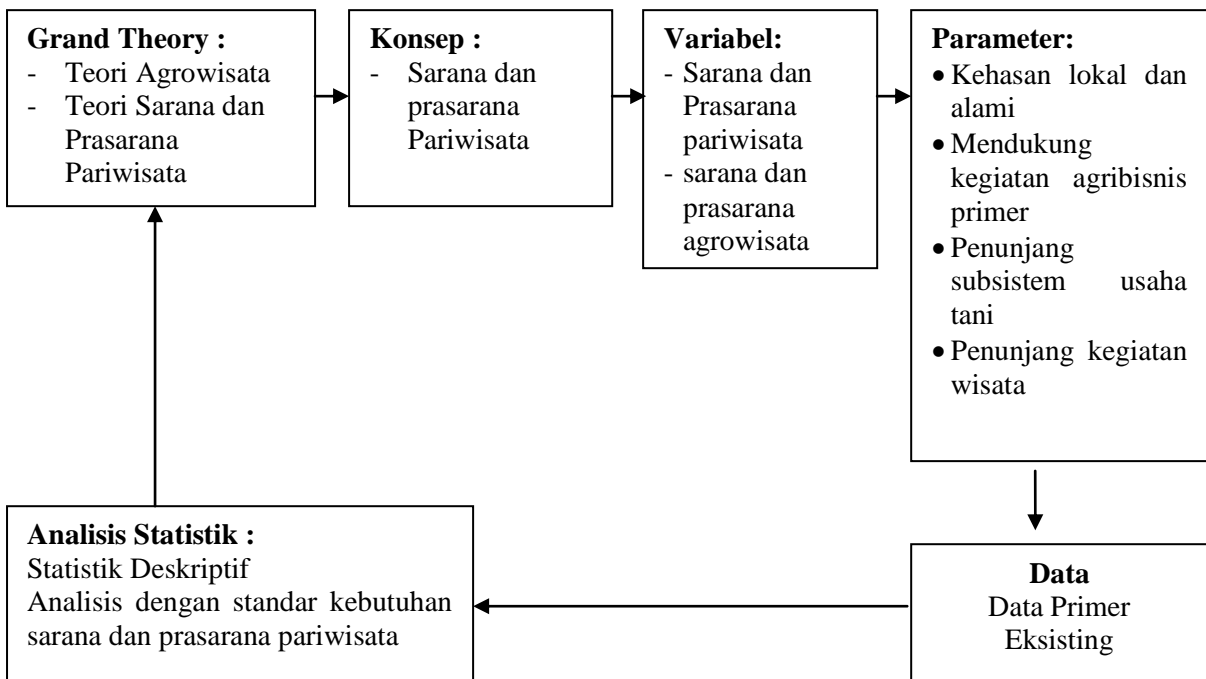 Grand Theory :
- Teori Agrowisata
- Teori Sarana dan
Prasarana
Pariwisata
Konsep :
- Sarana dan
prasarana
Pariwisata
Variabel:
- Sarana dan
Prasarana
pariwisata
- sarana dan
prasarana
agrowisata
Parameter:
• Kehasan lokal dan
alami
• Mendukung
kegiatan agribisnis
primer
• Penunjang
subsistem usaha
tani
• Penunjang kegiatan
wisata
Analisis Statistik :
Statistik Deskriptif
Analisis dengan standar kebutuhan
sarana dan prasarana pariwisata
Data
Data Primer
Eksisting